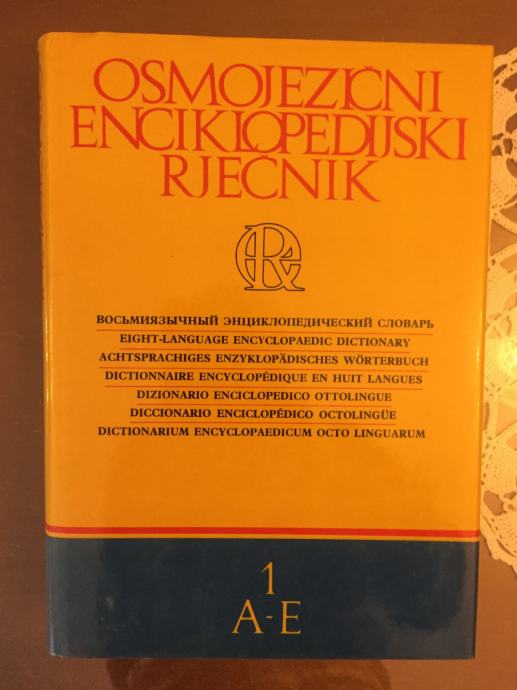 OSMOJEZIČNI
ENCIKLOPEDIJSKI
RJEČNIK
ВОСЬМИЯЗЫЧНЫЙ ЭНЦИКЛОПЕДИЧЕСКИЙ СЛОВАРЬ
EIGHT-LANGUAGE ENCYCLOPAEDIC DICTIONARY
ACHTSPRACHIGES ENZYKLOPÄDISCHES WÖRTERBUCH
DICTIONNAIRE ENCYCLOPÉDIQUE EN HUIT LANGUES
DIZIONARIO ENCICLOPEDICO OTTOLINGUE
DICCIONARIO ENCICLOPÉDICO OCTOLINGÜE
DICTIONARIUM ENCYCLOPAEDICUM OCTO LINGUARUM
1
A-E